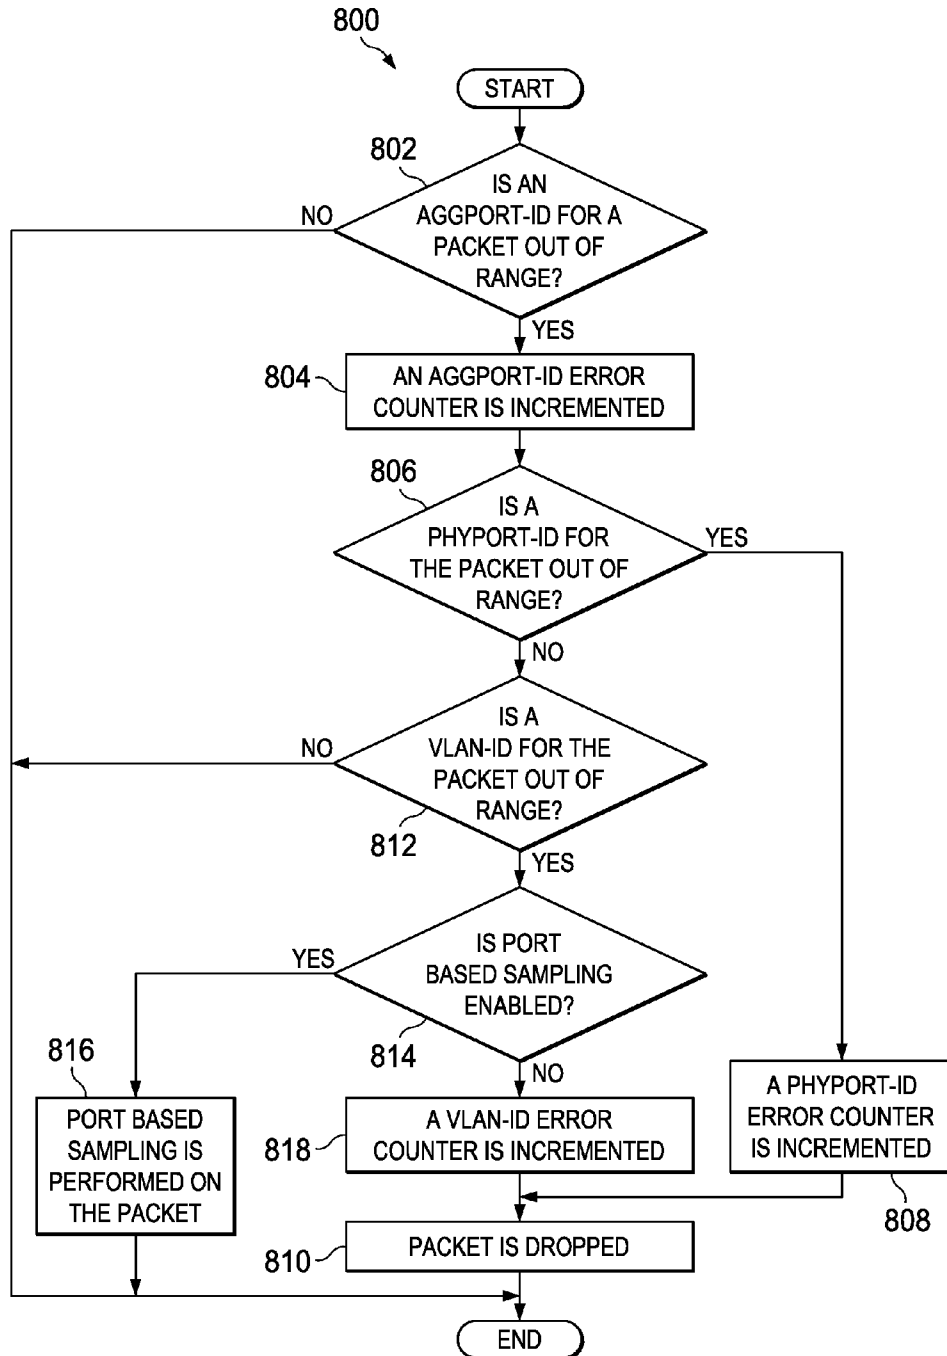 800
START
802
IS AN
AGGPORT-ID FOR A
PACKET OUT OF
RANGE?
NO
YES
804
AN AGGPORT-ID ERROR
COUNTER IS INCREMENTED
806
IS A
PHYPORT-ID FOR
THE PACKET OUT OF
RANGE?
YES
NO
IS A
VLAN-ID FOR THE
PACKET OUT OF
RANGE?
NO
812
YES
IS PORT
BASED SAMPLING
ENABLED?
YES
814
NO
816
PORT BASED
SAMPLING IS
PERFORMED ON
THE PACKET
818
A VLAN-ID ERROR
COUNTER IS INCREMENTED
A PHYPORT-ID
ERROR COUNTER
IS INCREMENTED
808
810
PACKET IS DROPPED
END